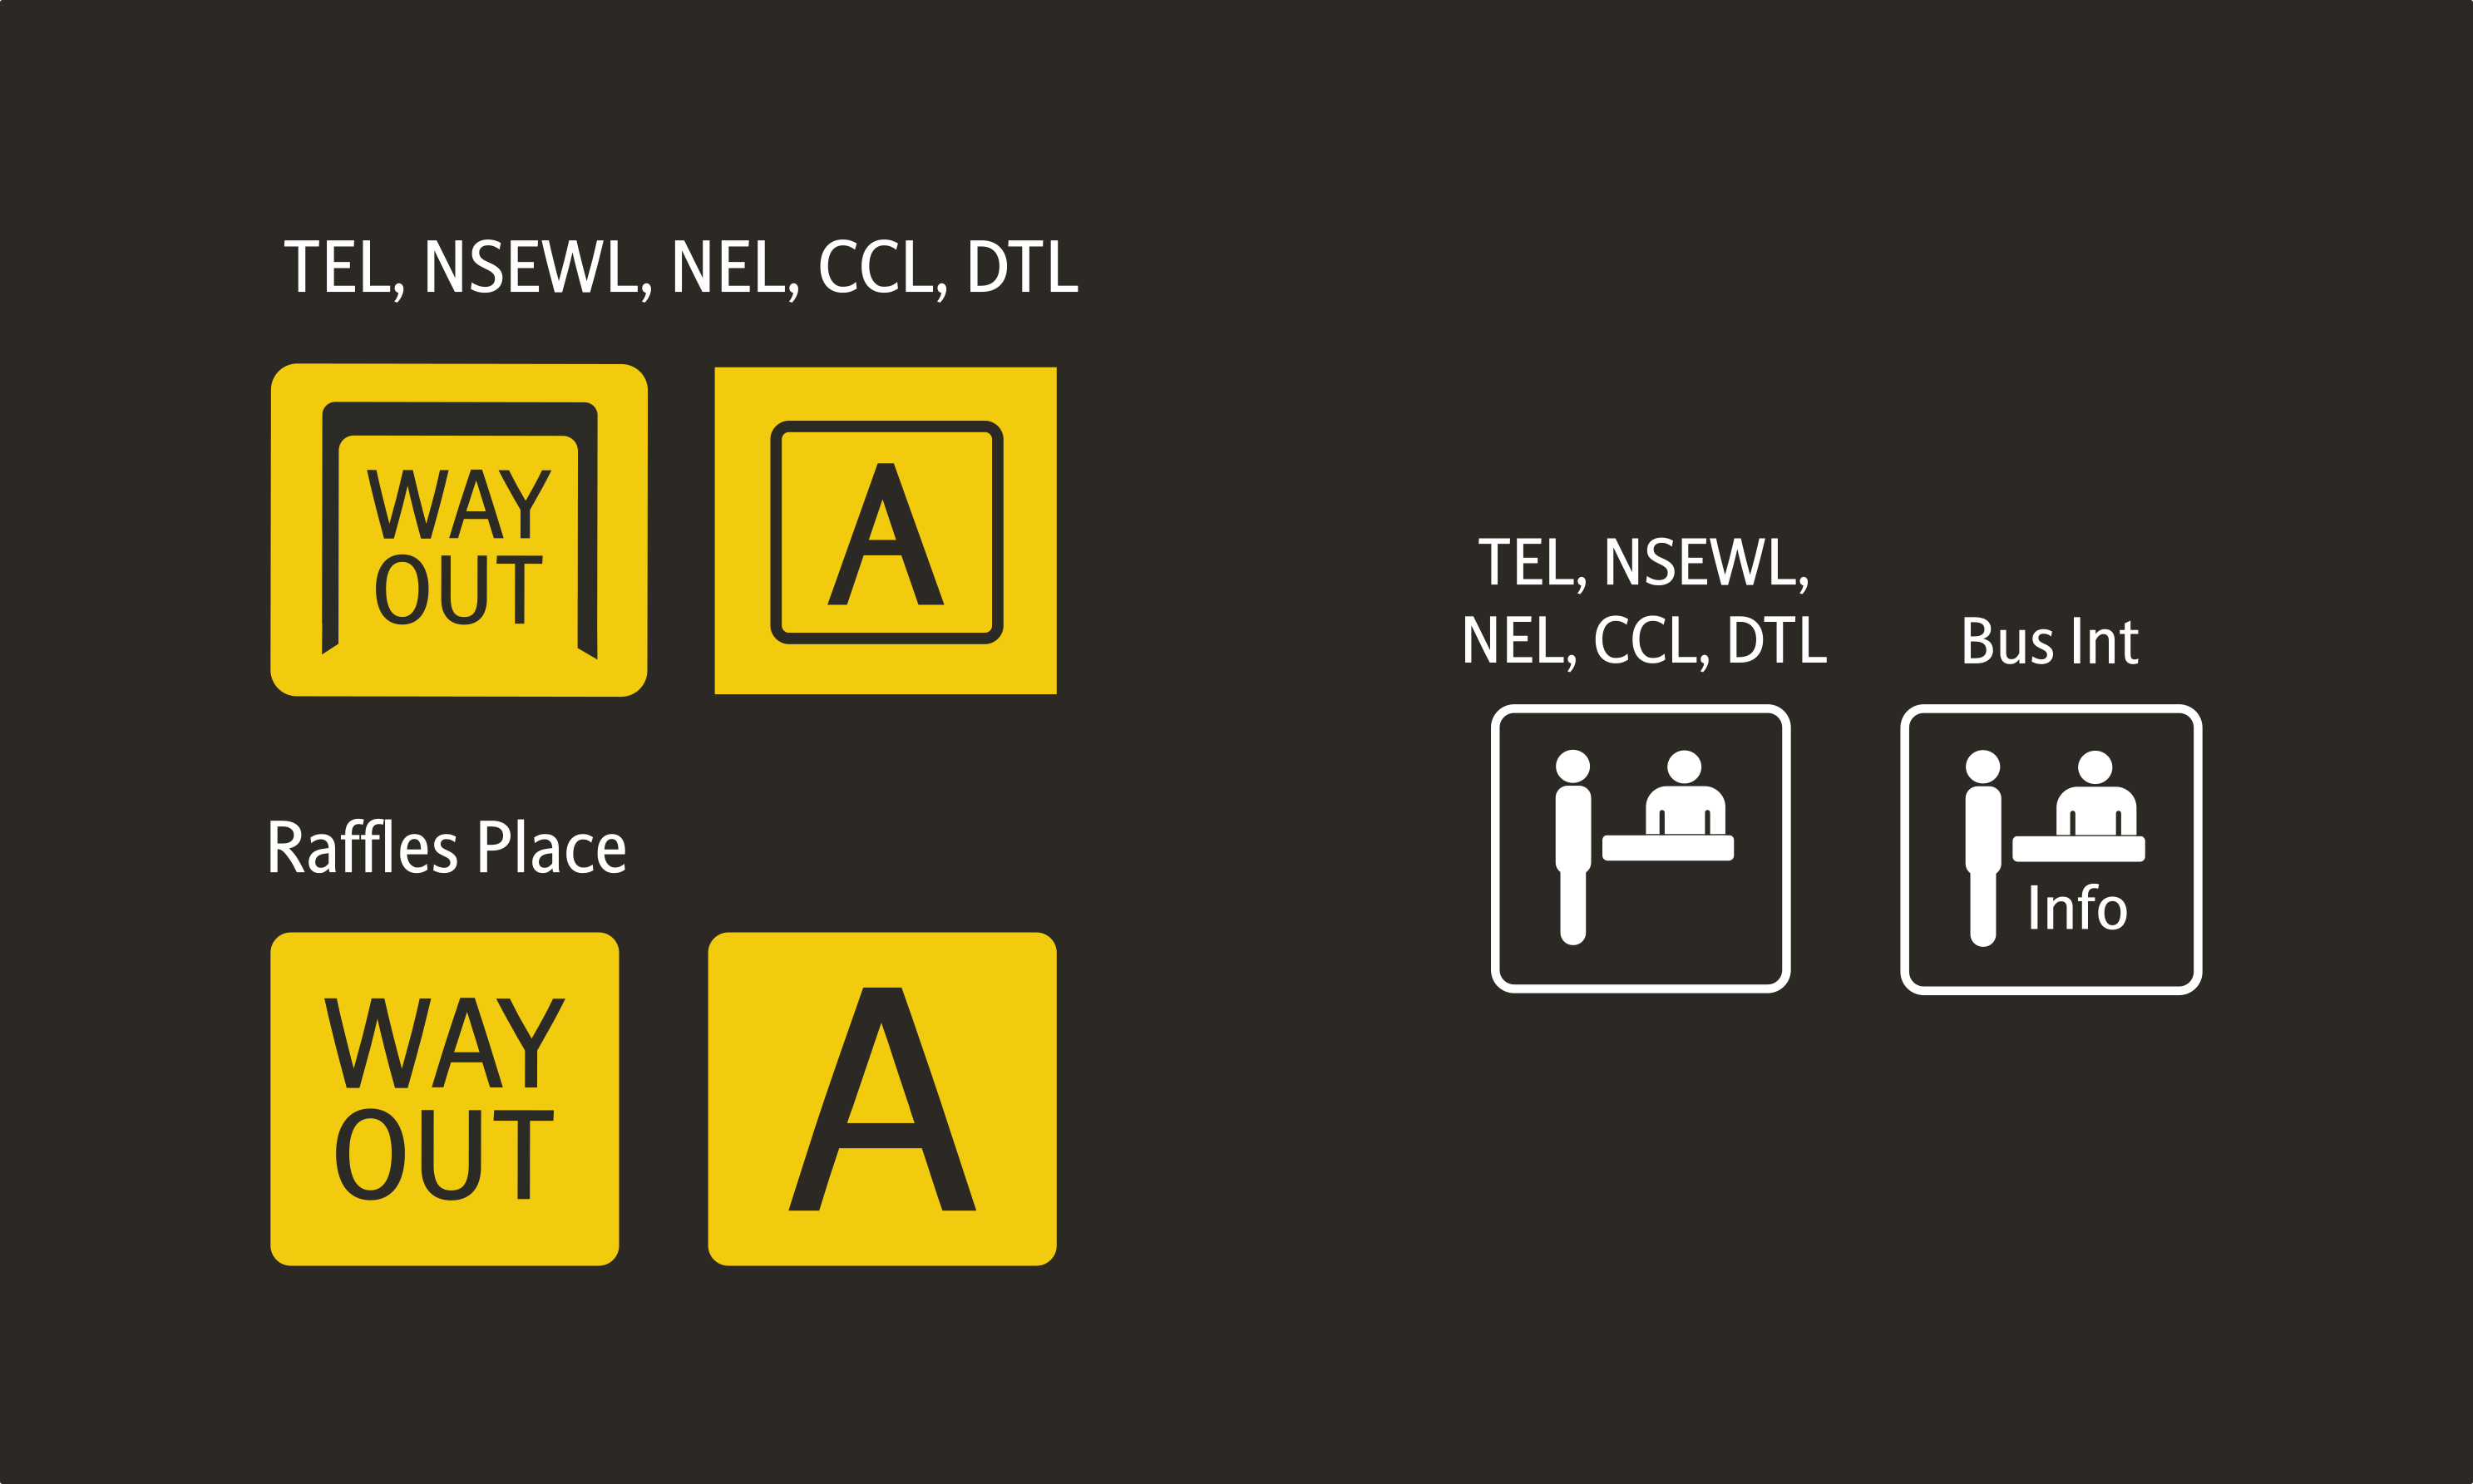 TEL, NSEWL, NEL, CCL, DTL
WAY
OUT
A
Raffles Place
WAY
OUT
A
TEL, NSEWL,
NEL, CCL, DTL
Bus Int
Info